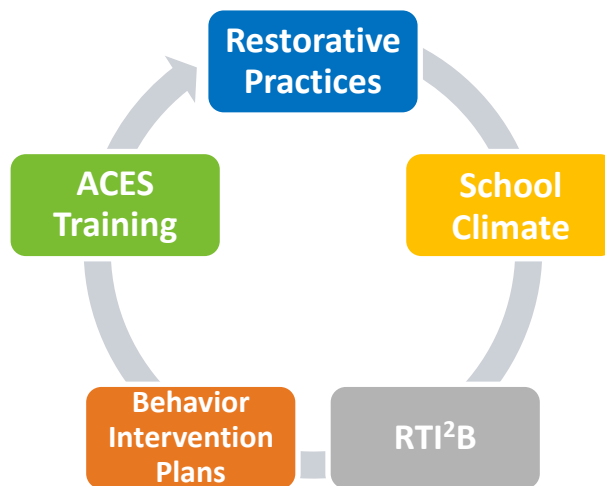 Restorative
Practices
School
Climate
RTI²B
Behavior
Intervention
Plans
ACES
Training